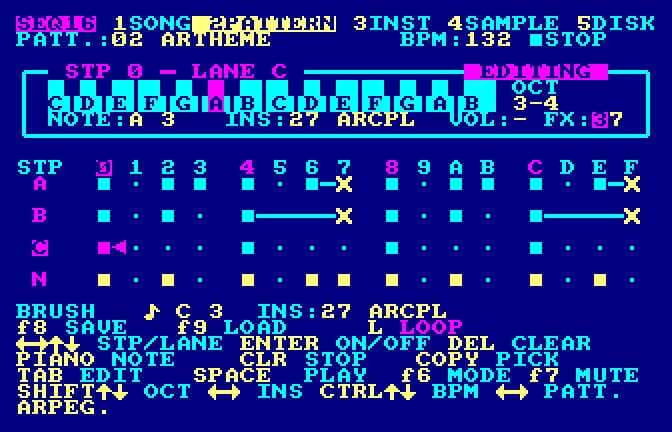 SEQ16 1SONG 2PATTERN 3INST 4SAMPLE 5DISK
PATT.:02 ARTHEME BPM:132 ■STOP
STP 0 — LANE C EDITING
C D E F G A B C D E F G A B OCT
3-4
NOTE:A 3 INS:27 ARCPL VOL:- FX:37
STP 0 1 2 3 4 5 6 7 8 9 A B C D E F
A
B
C
N
BRUSH ♪ C 3 INS:27 ARCPL
f8 SAVE f9 LOAD L LOOP
↔↑↓ STP/LANE ENTER ON/OFF DEL CLEAR
PIANO NOTE CLR STOP COPY PICK
TAB EDIT SPACE PLAY f6 MODE f7 MUTE
SHIFT↑↓ OCT ↔ INS CTRL↑↓ BPM ↔ PATT.
ARPEG.